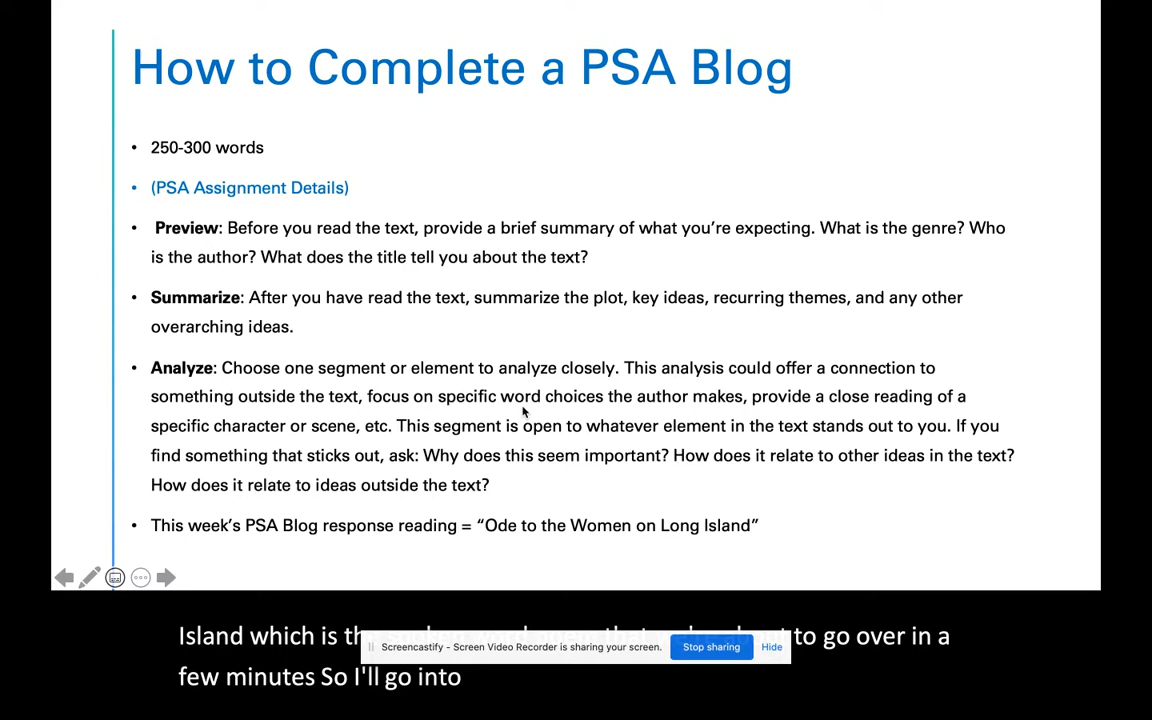 How to Complete a PSA Blog
• 250-300 words
• (PSA Assignment Details)
• Preview: Before you read the text, provide a brief summary of what you’re expecting. What is the genre? Who
is the author? What does the title tell you about the text?
• Summarize: After you have read the text, summarize the plot, key ideas, recurring themes, and any other
overarching ideas.
• Analyze: Choose one segment or element to analyze closely. This analysis could offer a connection to
something outside the text, focus on specific word choices the author makes, provide a close reading of a
specific character or scene, etc. This segment is open to whatever element in the text stands out to you. If you
find something that sticks out, ask: Why does this seem important? How does it relate to other ideas in the text?
How does it relate to ideas outside the text?
• This week’s PSA Blog response reading = “Ode to the Women on Long Island”
Island which is to go over in a
Screencastify - Screen Video Recorder is sharing your screen. Stop sharing Hide
few minutes So I'll go into